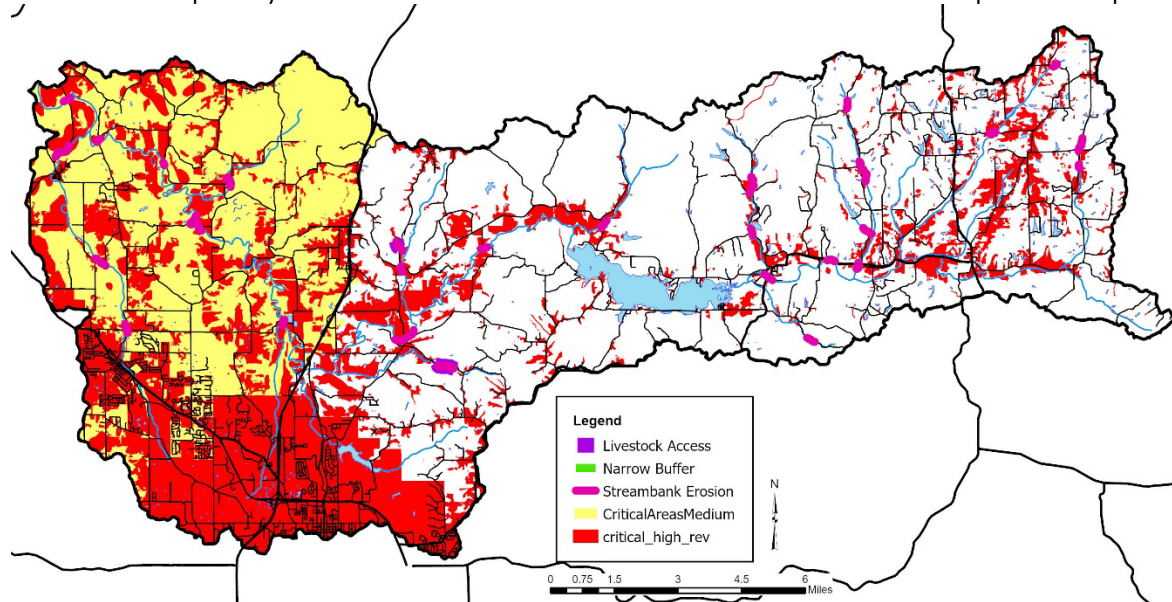 Legend
Livestock Access
Narrow Buffer
Streambank Erosion
CriticalAreasMedium
critical_high_rev
N
0 0.75 1.5 3 4.5 6
Miles